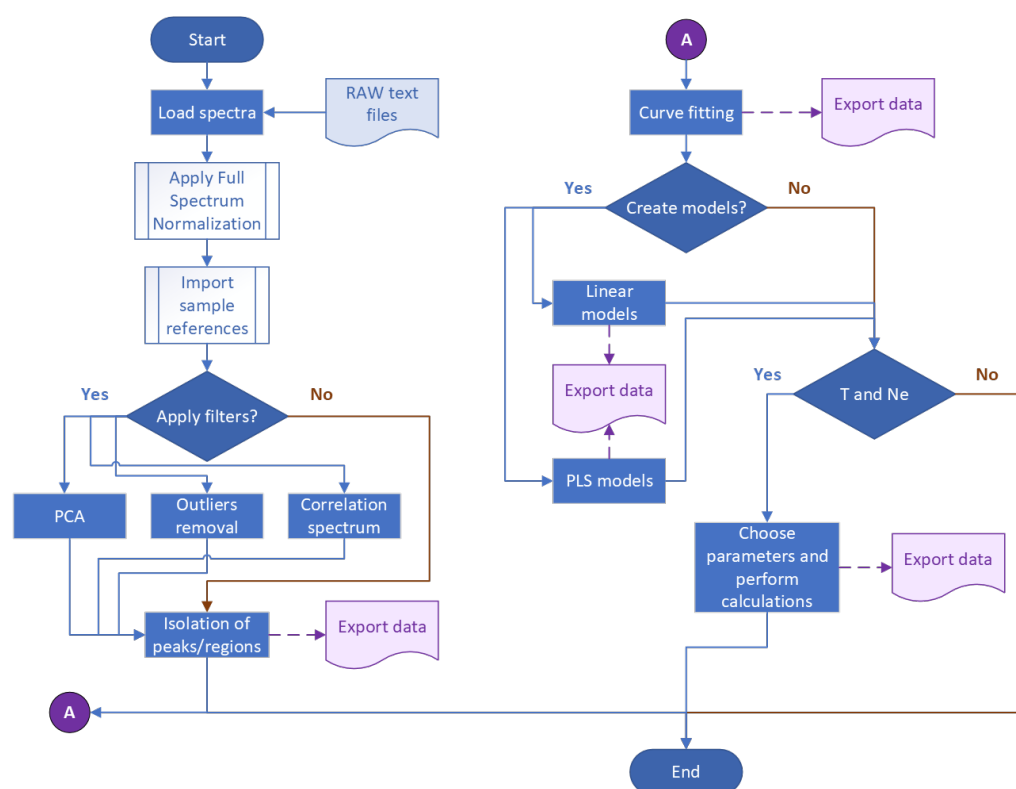 Start
Load spectra
RAW text
files
Apply Full
Spectrum
Normalization
Import
sample
references
Yes
No
Apply filters?
PCA
Outliers
removal
Correlation
spectrum
Isolation of
peaks/regions
Export data
A
A
Curve fitting
Export data
Yes
No
Create models?
Linear
models
Export data
PLS models
Yes
No
T and Ne
Choose
parameters and
perform
calculations
Export data
End